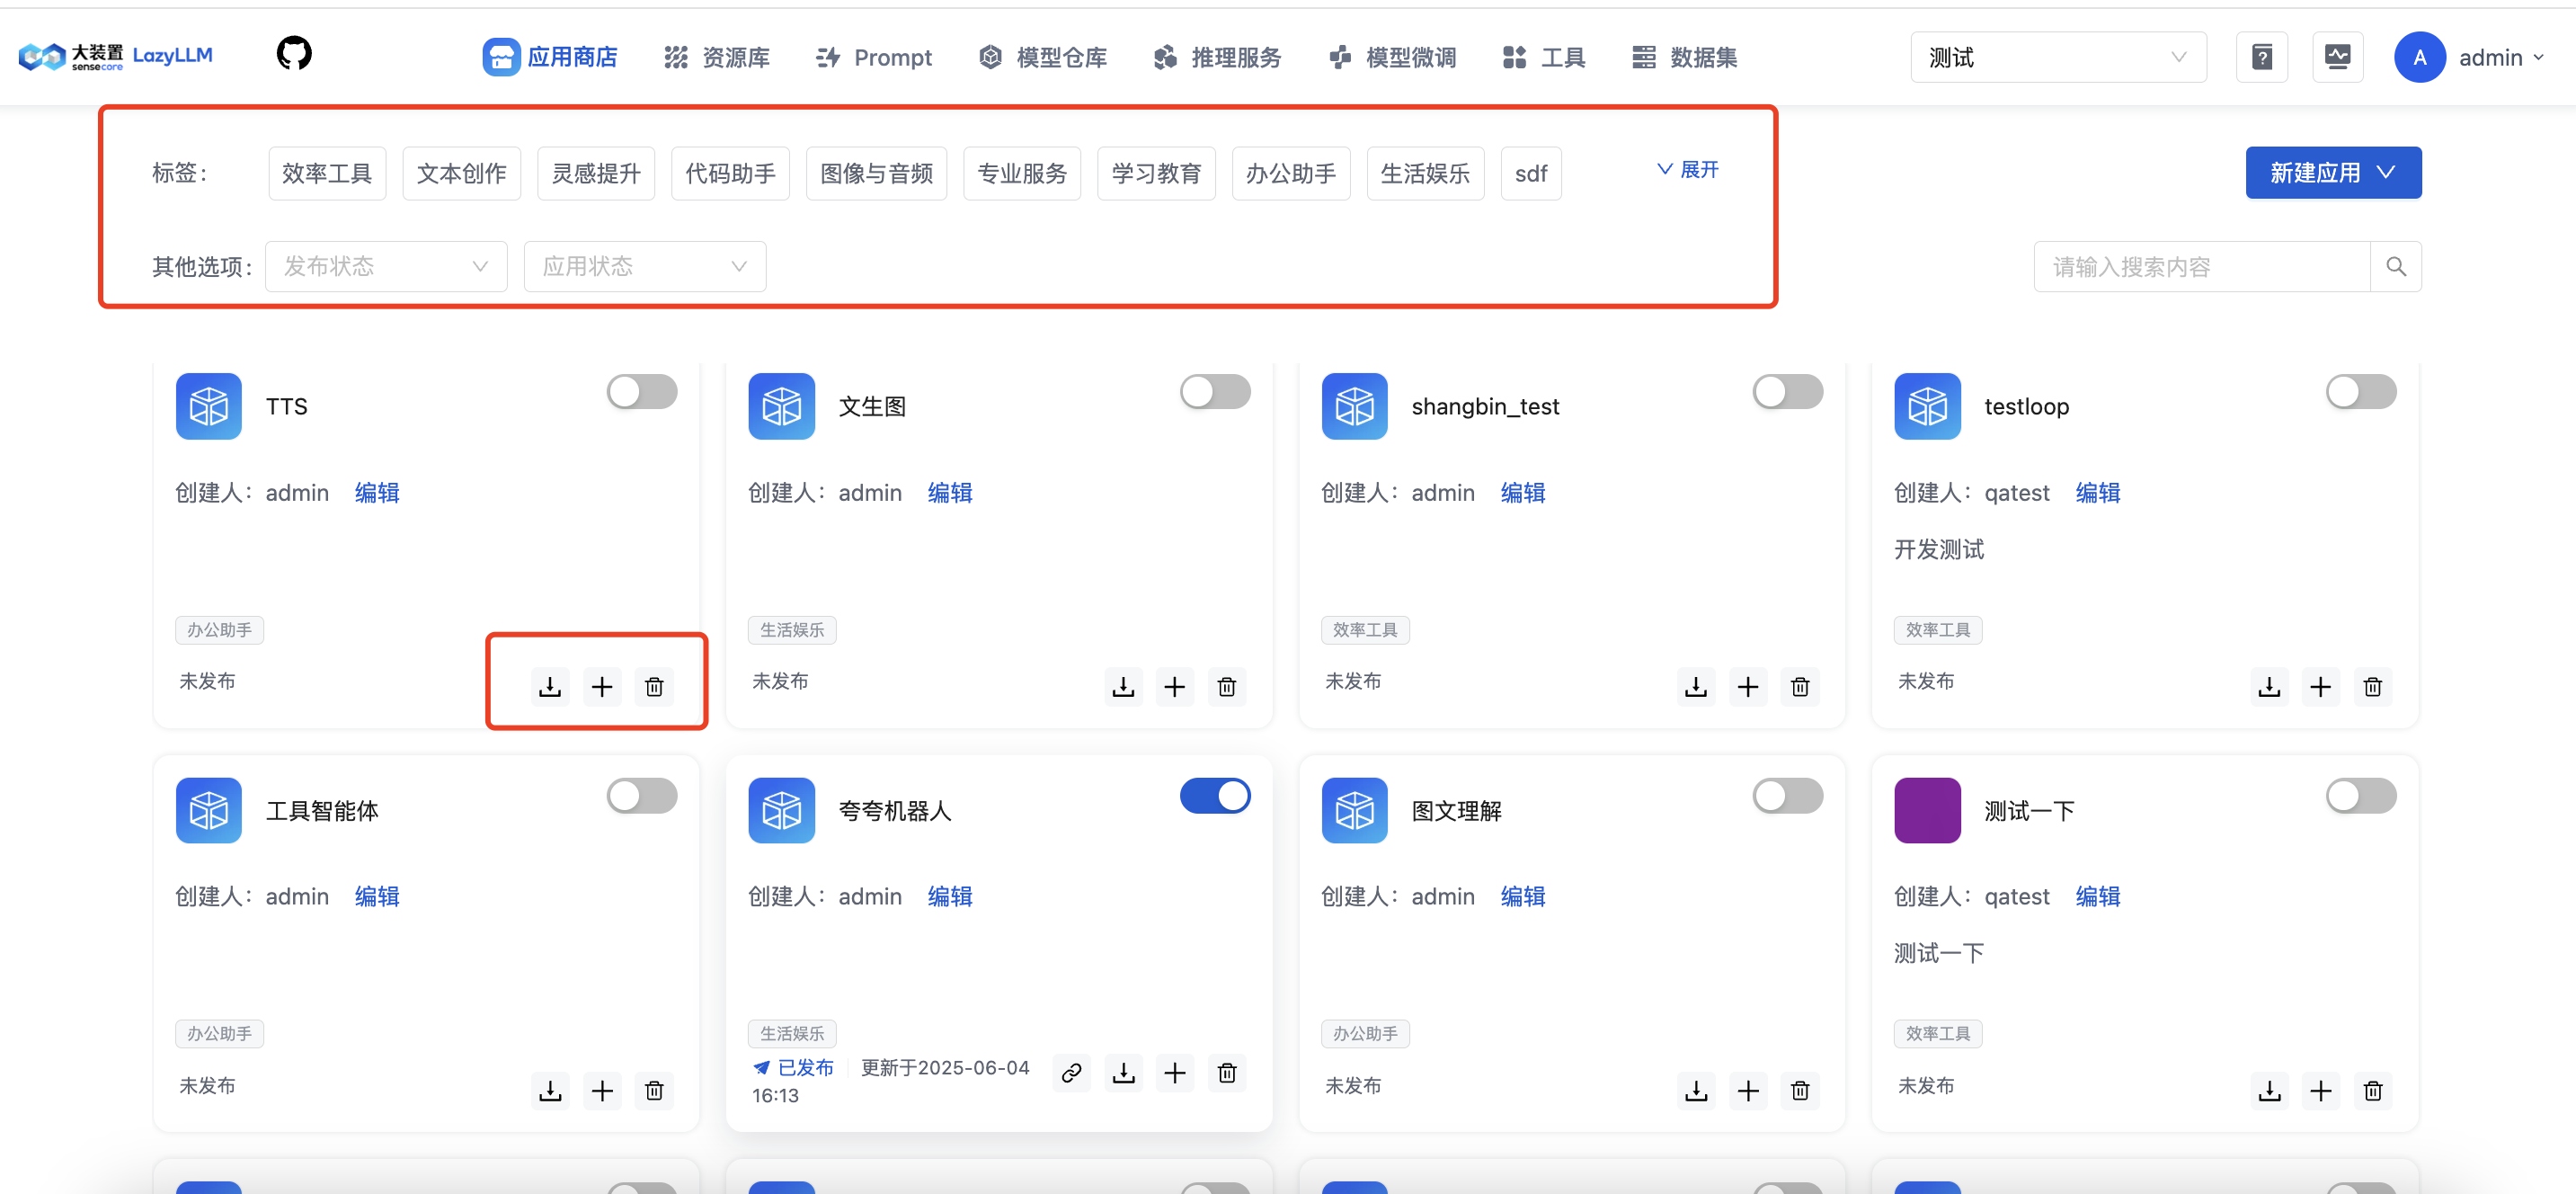 大装置 sensecore LazyLLM 应用商店 资源库 Prompt 模型仓库 推理服务 模型微调 工具 数据集 测试 ? A admin
标签： 效率工具 文本创作 灵感提升 代码助手 图像与音频 专业服务 学习教育 办公助手 生活娱乐 sdf 展开 新建应用
其他选项： 发布状态 应用状态 请输入搜索内容
TTS 文生图 shangbin_test testloop
创建人： admin 编辑 创建人： admin 编辑 创建人： admin 编辑 创建人： qatest 编辑
开发测试
办公助手 生活娱乐 效率工具 效率工具
未发布 未发布 未发布 未发布
工具智能体 夸夸机器人 图文理解 测试一下
创建人： admin 编辑 创建人： admin 编辑 创建人： admin 编辑 创建人： qatest 编辑
测试一下
办公助手 生活娱乐 办公助手 效率工具
未发布 已发布 更新于2025-06-04 未发布 未发布
16:13